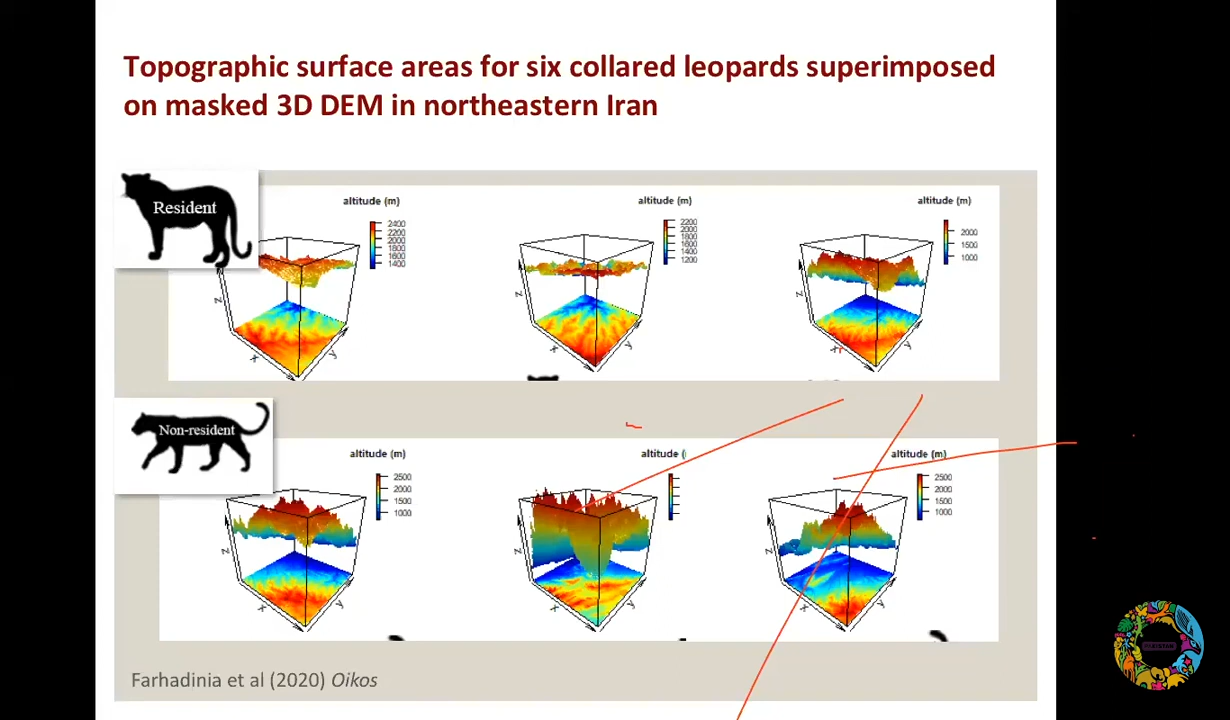 Topographic surface areas for six collared leopards superimposed
on masked 3D DEM in northeastern Iran
Resident
altitude (m)
2400
2200
2000
1800
1600
1400
z
x
y
altitude (m)
2200
2000
1800
1600
1400
1200
z
x
y
altitude (m)
2000
1500
1000
z
x
y
Non-resident
altitude (m)
2500
2000
1500
1000
z
x
y
altitude (
z
x
y
altitude (m)
2500
2000
1500
1000
z
x
y
Farhadinia et al (2020) Oikos